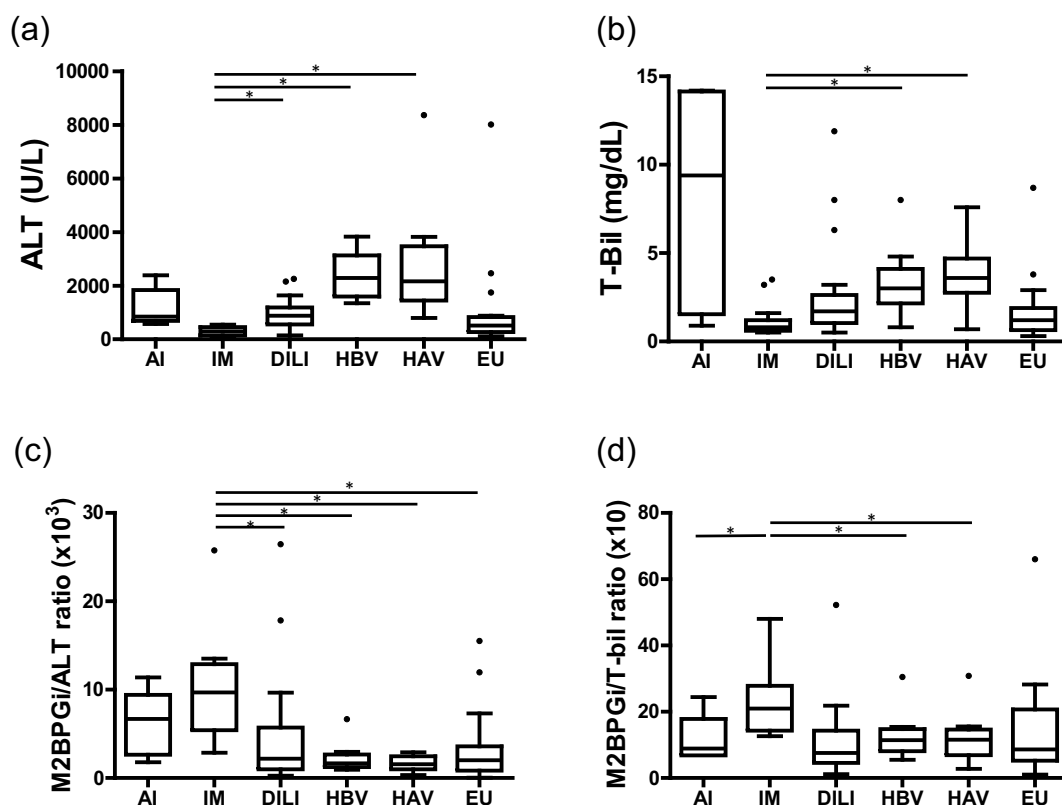 (a)
ALT (U/L)
10000
8000
6000
4000
2000
0
* * *
AI IM DILI HBV HAV EU
(b)
T-Bil (mg/dL)
15
10
5
0
* *
AI IM DILI HBV HAV EU
(c)
M2BPGi/ALT ratio (x10³)
30
20
10
0
* * * *
AI IM DILI HBV HAV EU
(d)
M2BPGi/T-bil ratio (x10)
80
60
40
20
0
* * *
AI IM DILI HBV HAV EU